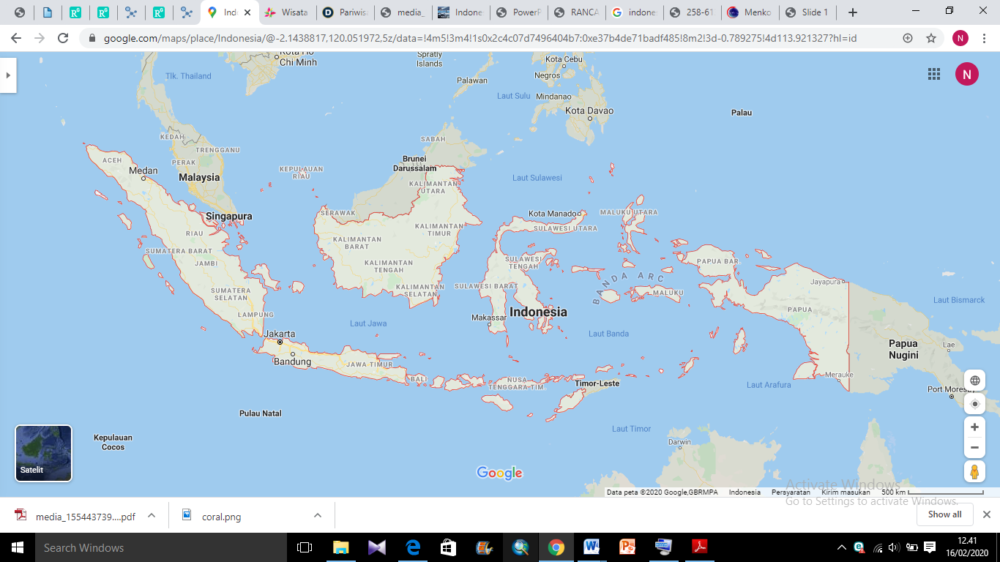 Ind
Wisata
Pariwis
media_
Indone
PowerP
RANCA
indones
258-61
Menko
Slide 1
google.com/maps/place/Indonesia/@-2.1438817,120.051972,5z/data=!4m5!3m4!1s0x2c4c07d7496404b7:0xe37b4de71badf485!8m2!3d-0.789275!4d113.921327?hl=id
N
Kota Ho
Chi Minh
Spratly
Islands
Kota Cebu
Tlk. Thailand
Palawan
Negros
N
Laut Sulu
Mindanao
Kota Davao
Palau
KEDAH
SABAH
TRENGGANU
ACEH
PERAK
Brunei
Darussalam
Medan
Malaysia
KEPULAUAN
RIAU
Laut Sulawesi
KALIMANTAN
UTARA
Singapura
SERAWAK
Kota Manado
MALUKU UTARA
RIAU
KALIMANTAN
TIMUR
SULAWESI UTARA
KALIMANTAN
BARAT
SUMATERA BARAT
JAMBI
KALIMANTAN
TENGAH
SULAWESI
TENGAH
PAPUA BAR.
BANDA ARC
Jayapura
SUMATERA
SELATAN
KALIMANTAN
SELATAN
SULAWESI BARAT
MALUKU
Laut Bismarck
LAMPUNG
Makassar
Indonesia
PAPUA
Laut Jawa
Jakarta
Laut Banda
Papua
Nugini
Lae
Bandung
JAWA TIMUR
BALI
NUSA
TENGGARA TIM.
Timor-Leste
Merauke
Laut Arafura
Port Moresby
Pulau Natal
Laut Timor
Kepulauan
Cocos
Darwin
Satelit
Google
Data peta ©2020 Google,GBRMPA Indonesia Persyaratan Kirim masukan 500 km
Activate Windows
Go to Settings to activate Windows.
media_155443739....pdf
coral.png
Show all
Search Windows
12.41
16/02/2020